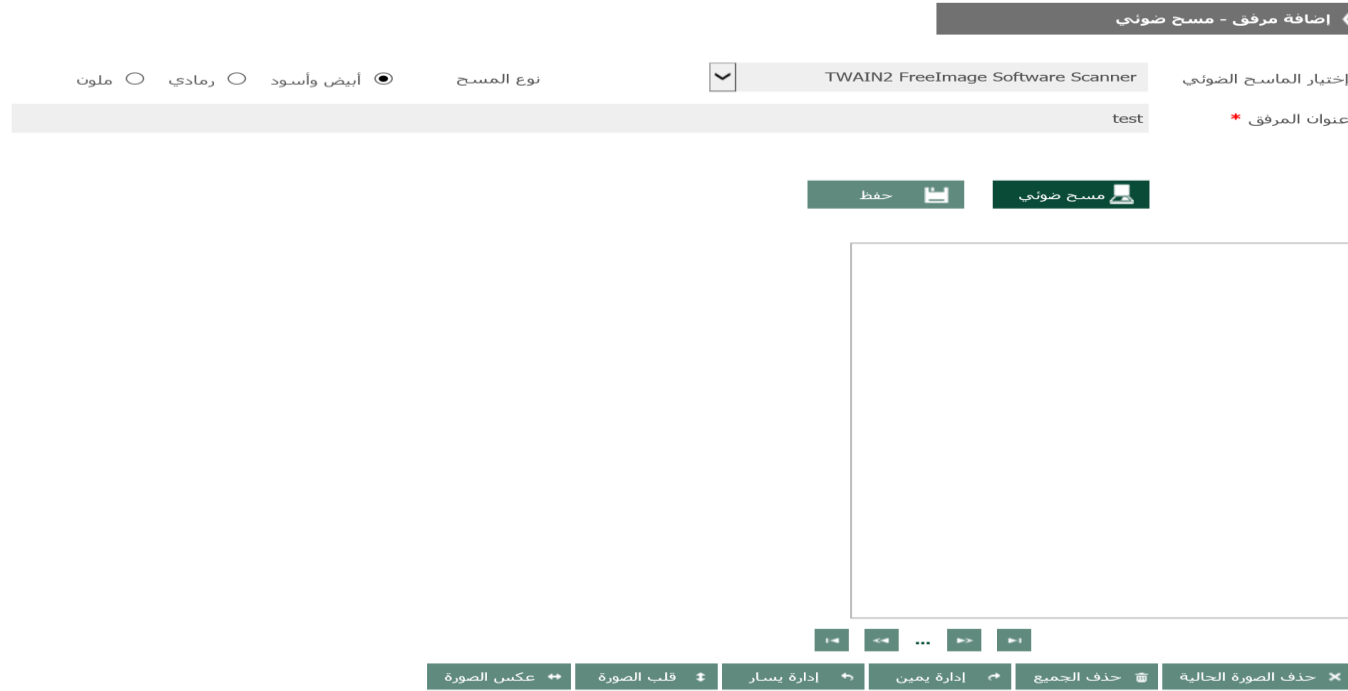 إضافة مرفق - مسح ضوئي
إختيار الماسح الضوئي TWAIN2 FreeImage Software Scanner نوع المسح أبيض وأسود رمادي ملون
عنوان المرفق * test
مسح ضوئي حفظ
...
حذف الصورة الحالية حذف الجميع إدارة يمين إدارة يسار قلب الصورة عكس الصورة